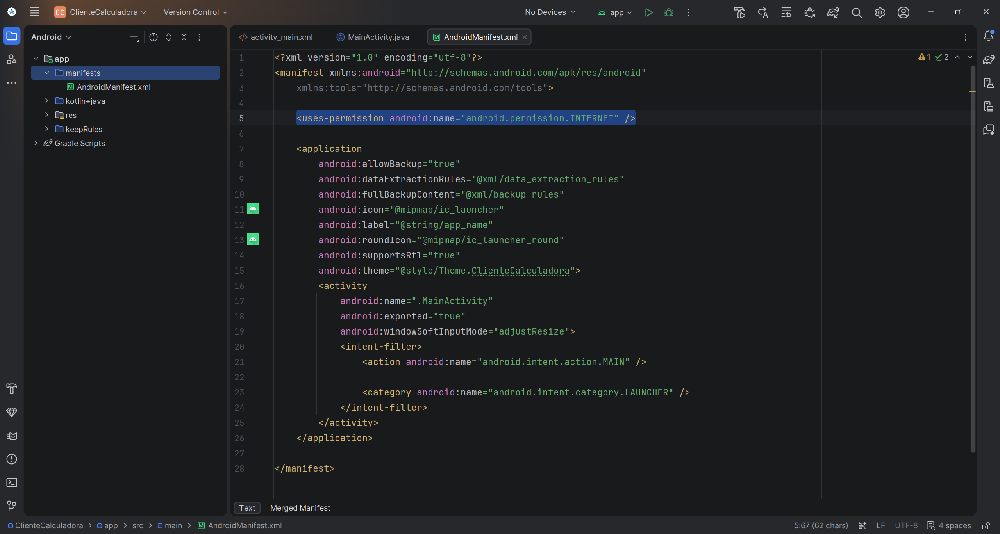 CC ClienteCalculadora Version Control No Devices app
Android
app
manifests
AndroidManifest.xml
kotlin+java
res
keepRules
Gradle Scripts
activity_main.xml MainActivity.java AndroidManifest.xml
1 2
1 <?xml version="1.0" encoding="utf-8"?>
2 <manifest xmlns:android="http://schemas.android.com/apk/res/android"
3 xmlns:tools="http://schemas.android.com/tools">
4
5 <uses-permission android:name="android.permission.INTERNET" />
6
7 <application
8 android:allowBackup="true"
9 android:dataExtractionRules="@xml/data_extraction_rules"
10 android:fullBackupContent="@xml/backup_rules"
11 android:icon="@mipmap/ic_launcher"
12 android:label="@string/app_name"
13 android:roundIcon="@mipmap/ic_launcher_round"
14 android:supportsRtl="true"
15 android:theme="@style/Theme.ClienteCalculadora">
16 <activity
17 android:name=".MainActivity"
18 android:exported="true"
19 android:windowSoftInputMode="adjustResize">
20 <intent-filter>
21 <action android:name="android.intent.action.MAIN" />
22
23 <category android:name="android.intent.category.LAUNCHER" />
24 </intent-filter>
25 </activity>
26 </application>
27
28 </manifest>
Text Merged Manifest
ClienteCalculadora > app > src > main > AndroidManifest.xml 5:67 (62 chars) LF UTF-8 4 spaces